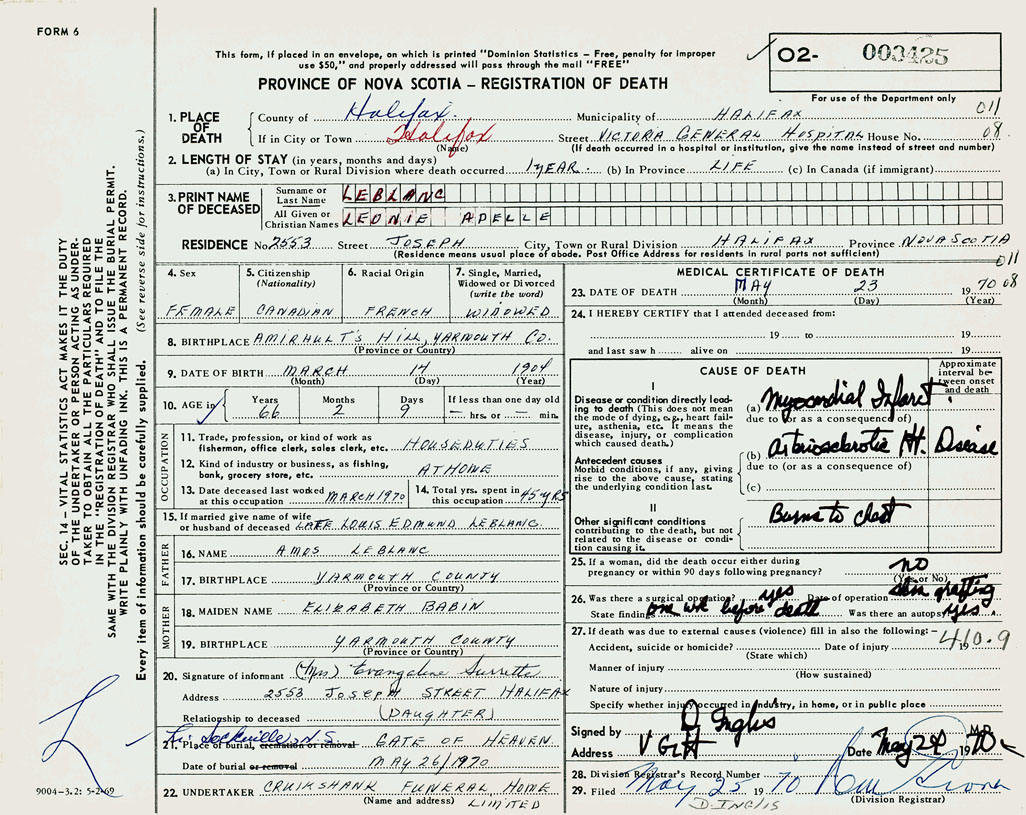 FORM 6
This form, if placed in an envelope, on which is printed "Dominion Statistics – Free, penalty for improper
use $50," and properly addressed will pass through the mail "FREE"
O2- 003425
PROVINCE OF NOVA SCOTIA – REGISTRATION OF DEATH
For use of the Department only
1. PLACE OF DEATH
County of Halifax. Municipality of HALIFAX 011
If in City or Town Halifax Street VICTORIA GENERAL HOSPITAL House No. 08.
(Name) (If death occurred in a hospital or institution, give the name instead of street and number)
2. LENGTH OF STAY (in years, months and days)
(a) In City, Town or Rural Division where death occurred 1 YEAR (b) In Province LIFE (c) In Canada (if immigrant)
3. PRINT NAME OF DECEASED
Surname or Last Name LEBLANC
All Given or Christian Names LEONIE ADELLE
RESIDENCE No. 2553 Street JOSEPH City, Town or Rural Division HALIFAX Province NOVA SCOTIA
(Residence means usual place of abode. Post Office Address for residents in rural parts not sufficient)
011
4. Sex
FEMALE
5. Citizenship
(Nationality)
CANADIAN
6. Racial Origin
FRENCH
7. Single, Married,
Widowed or Divorced
(write the word)
WIDOWED
8. BIRTHPLACE AMIRAULT'S HILL, YARMOUTH CO.
(Province or Country)
9. DATE OF BIRTH MARCH 14 1904
(Month) (Day) (Year)
10. AGE in
Years 66
Months 2
Days 9
If less than one day old
— hrs. or — min.
OCCUPATION
11. Trade, profession, or kind of work as
fisherman, office clerk, sales clerk, etc. HOUSEDUTIES
12. Kind of industry or business, as fishing,
bank, grocery store, etc. AT HOME
13. Date deceased last worked
at this occupation MARCH 1970
14. Total yrs. spent in
this occupation 45 YRS
15. If married give name of wife
or husband of deceased LATE LOUIS EDMUND LEBLANC
FATHER
16. NAME AMOS LEBLANC
17. BIRTHPLACE YARMOUTH COUNTY
(Province or Country)
MOTHER
18. MAIDEN NAME ELIZABETH BABIN
19. BIRTHPLACE YARMOUTH COUNTY
(Province or Country)
20. Signature of informant (Mrs) Evangeline Surrette
Address 2553 JOSEPH STREET HALIFAX
Relationship to deceased (DAUGHTER)
Lr. Sackville, N.S.
21. Place of burial, cremation or removal GATE OF HEAVEN
Date of burial or removal MAY 26/1970
22. UNDERTAKER CRUIKSHANK FUNERAL HOME
(Name and address) LIMITED
MEDICAL CERTIFICATE OF DEATH
23. DATE OF DEATH MAY 23 1970 08
(Month) (Day) (Year)
24. I HEREBY CERTIFY that I attended deceased from:
19 to 19
and last saw h alive on 19
CAUSE OF DEATH
Approximate
interval be-
tween onset
and death
I
Disease or condition directly lead-
ing to death (This does not mean
the mode of dying, e.g., heart fail-
ure, asthenia, etc. It means the
disease, injury, or complication
which caused death.)
(a) Myocardial Infarct
due to (or as a consequence of)
Antecedent causes
Morbid conditions, if any, giving
rise to the above cause, stating
the underlying condition last.
(b) Arteriosclerotic Ht. Disease
due to (or as a consequence of)
(c)
II
Other significant conditions
contributing to the death, but not
related to the disease or condi-
tion causing it.
Burns to chest
25. If a woman, did the death occur either during
pregnancy or within 90 days following pregnancy? no
(Yes or No)
26. Was there a surgical operation? yes Date of operation skin grafting
State findings one wk before death Was there an autopsy? yes
27. If death was due to external causes (violence) fill in also the following:–
410.9
Accident, suicide or homicide? Date of injury 19
(State which)
Manner of injury
(How sustained)
Nature of injury
Specify whether injury occurred in industry, in home, or in public place
Signed by D Inglis M.D.
Address VGH Date May 24 1970
28. Division Registrar's Record Number
29. Filed May 25 1970
D. INGLIS (Division Registrar)
SEC. 14 – VITAL STATISTICS ACT MAKES IT THE DUTY
OF THE UNDERTAKER OR PERSON ACTING AS UNDER-
TAKER TO OBTAIN ALL THE PARTICULARS REQUIRED
IN THE "REGISTRATION OF DEATH" AND TO FILE THE
SAME WITH THE DIVISION REGISTRAR WHO SHALL ISSUE THE BURIAL PERMIT.
WRITE PLAINLY WITH UNFADING INK. THIS IS A PERMANENT RECORD.
Every item of information should be carefully supplied. (See reverse side for instructions.)
9004–3.2: 5-2-69